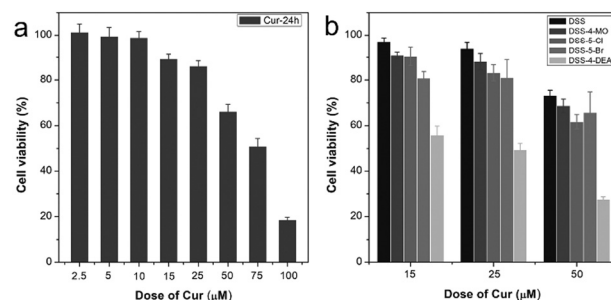 a
Cur-24h
Cell viability (%)
100
80
60
40
20
0
2.5 5 10 15 25 50 75 100
Dose of Cur (μM)
b
DSS
DSS-4-MO
DSS-5-Cl
DSS-5-Br
DSS-4-DEA
Cell viability (%)
100
80
60
40
20
0
15 25 50
Dose of Cur (μM)